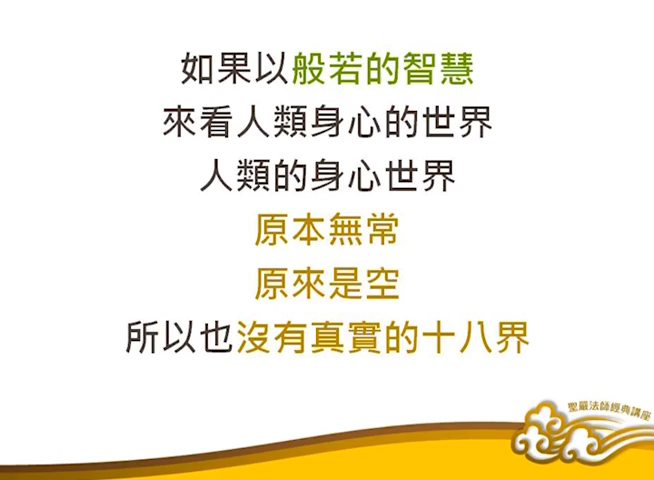 如果以般若的智慧
來看人類身心的世界
人類的身心世界
原本無常
原來是空
所以也沒有真實的十八界
聖嚴法師經典講座